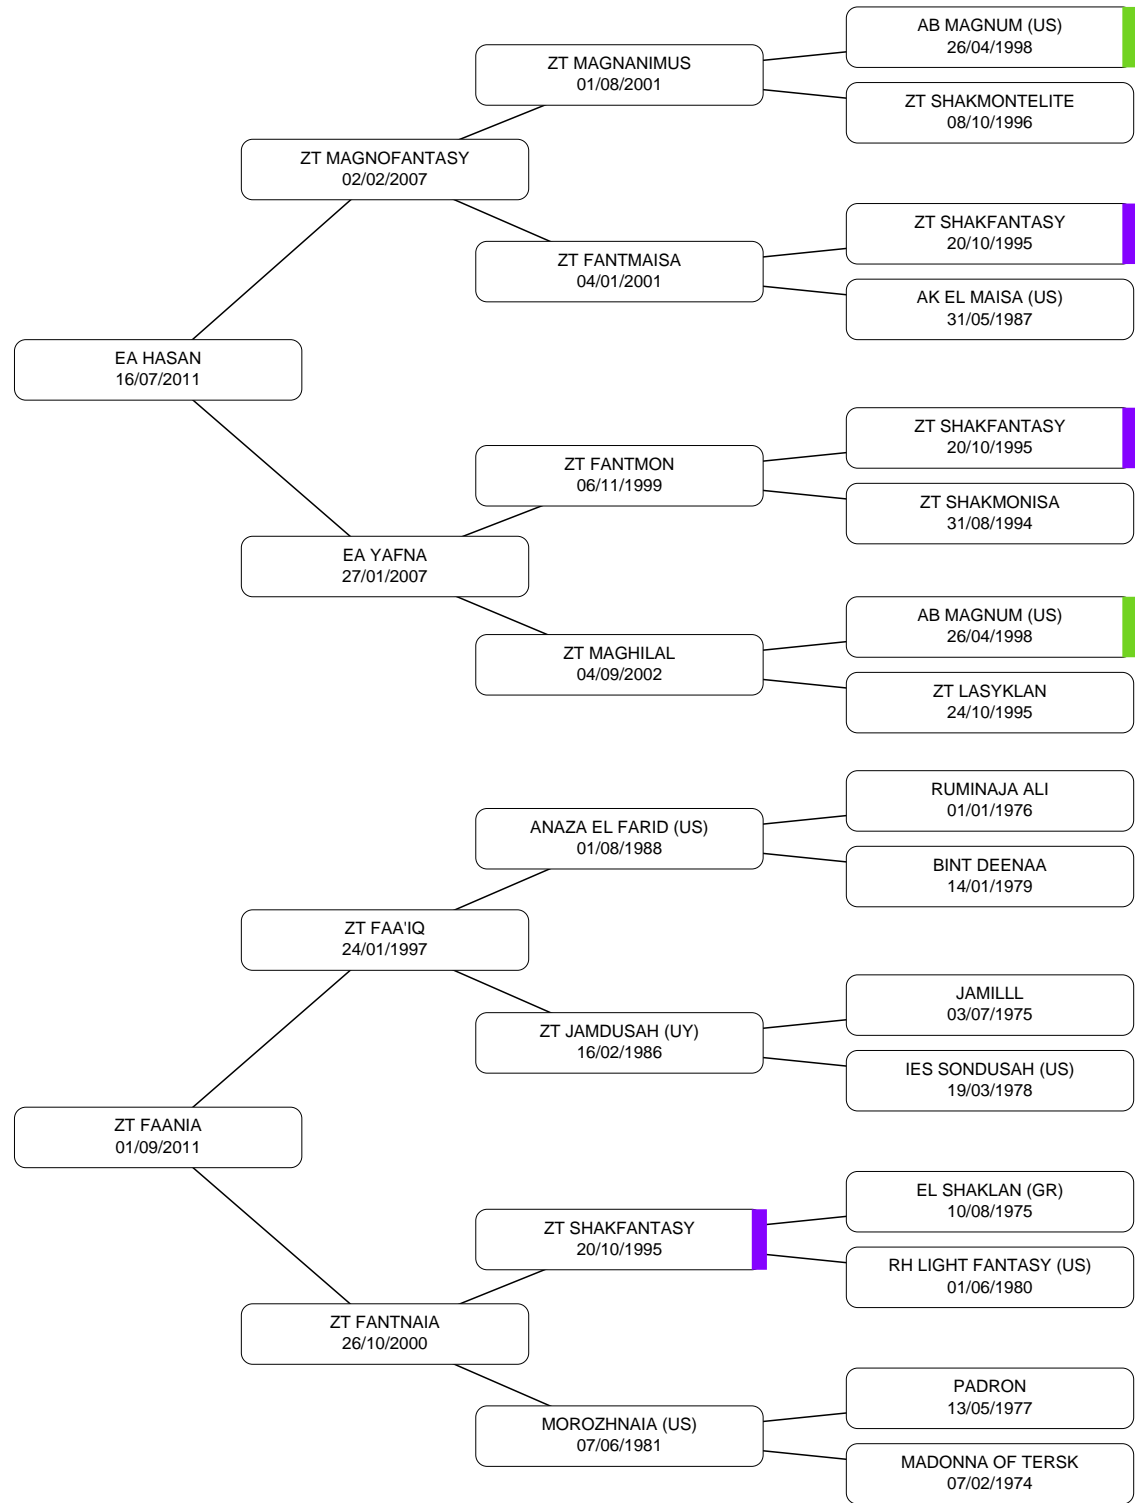 AB MAGNUM (US)
26/04/1998
ZT MAGNANIMUS
01/08/2001
ZT SHAKMONTELITE
08/10/1996
ZT MAGNOFANTASY
02/02/2007
ZT SHAKFANTASY
20/10/1995
ZT FANTMAISA
04/01/2001
AK EL MAISA (US)
31/05/1987
EA HASAN
16/07/2011
ZT SHAKFANTASY
20/10/1995
ZT FANTMON
06/11/1999
ZT SHAKMONISA
31/08/1994
EA YAFNA
27/01/2007
AB MAGNUM (US)
26/04/1998
ZT MAGHILAL
04/09/2002
ZT LASYKLAN
24/10/1995
RUMINAJA ALI
01/01/1976
ANAZA EL FARID (US)
01/08/1988
BINT DEENAA
14/01/1979
ZT FAA'IQ
24/01/1997
JAMILLL
03/07/1975
ZT JAMDUSAH (UY)
16/02/1986
IES SONDUSAH (US)
19/03/1978
ZT FAANIA
01/09/2011
EL SHAKLAN (GR)
10/08/1975
ZT SHAKFANTASY
20/10/1995
RH LIGHT FANTASY (US)
01/06/1980
ZT FANTNAIA
26/10/2000
PADRON
13/05/1977
MOROZHNAIA (US)
07/06/1981
MADONNA OF TERSK
07/02/1974